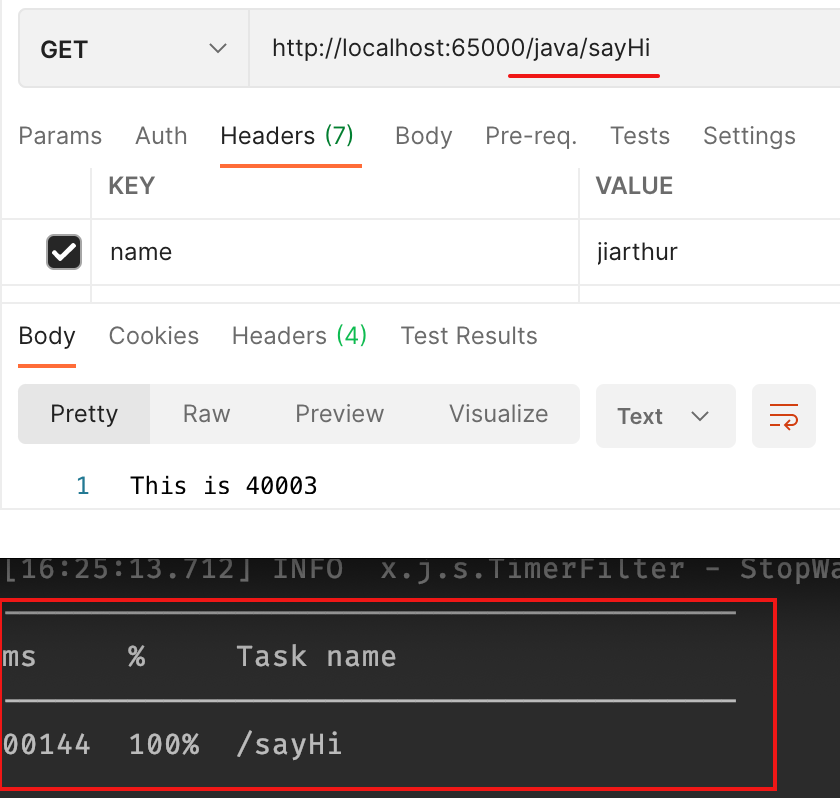 GET http://localhost:65000/java/sayHi
Params Auth Headers (7) Body Pre-req. Tests Settings
KEY VALUE
name jiarthur
Body Cookies Headers (4) Test Results
Pretty Raw Preview Visualize Text
1 This is 40003
[16:25:13.712] INFO x.j.s.TimerFilter - StopWa
ms % Task name
00144 100% /sayHi